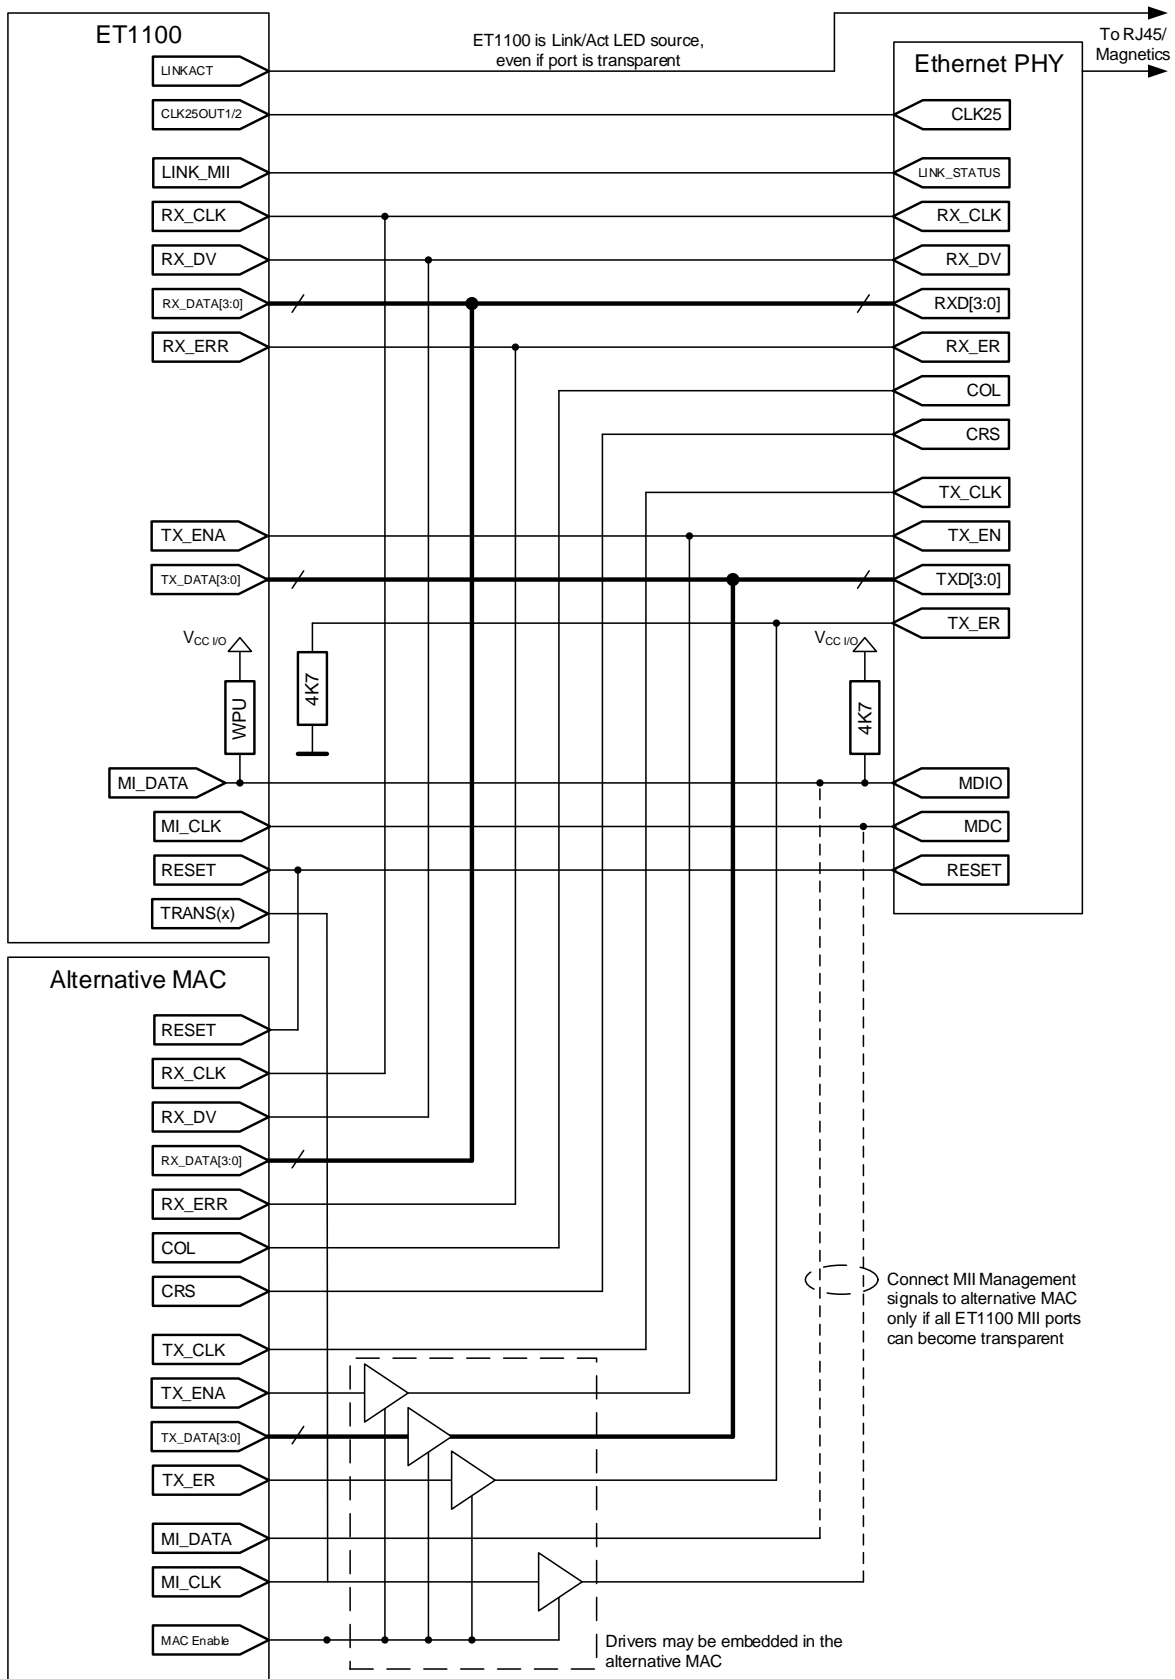 ET1100
ET1100 is Link/Act LED source,
even if port is transparent
To RJ45/
Magnetics
Ethernet PHY
LINKACT
CLK25OUT1/2
CLK25
LINK_MII
LINK_STATUS
RX_CLK
RX_CLK
RX_DV
RX_DV
RX_DATA[3:0]
RXD[3:0]
RX_ERR
RX_ER
COL
CRS
TX_CLK
TX_ENA
TX_EN
TX_DATA[3:0]
TXD[3:0]
TX_ER
VCC I/O
VCC I/O
WPU
4K7
4K7
MI_DATA
MDIO
MI_CLK
MDC
RESET
RESET
TRANS(x)
Alternative MAC
RESET
RX_CLK
RX_DV
RX_DATA[3:0]
RX_ERR
COL
CRS
Connect MII Management
signals to alternative MAC
only if all ET1100 MII ports
can become transparent
TX_CLK
TX_ENA
TX_DATA[3:0]
TX_ER
MI_DATA
MI_CLK
MAC Enable
Drivers may be embedded in the
alternative MAC